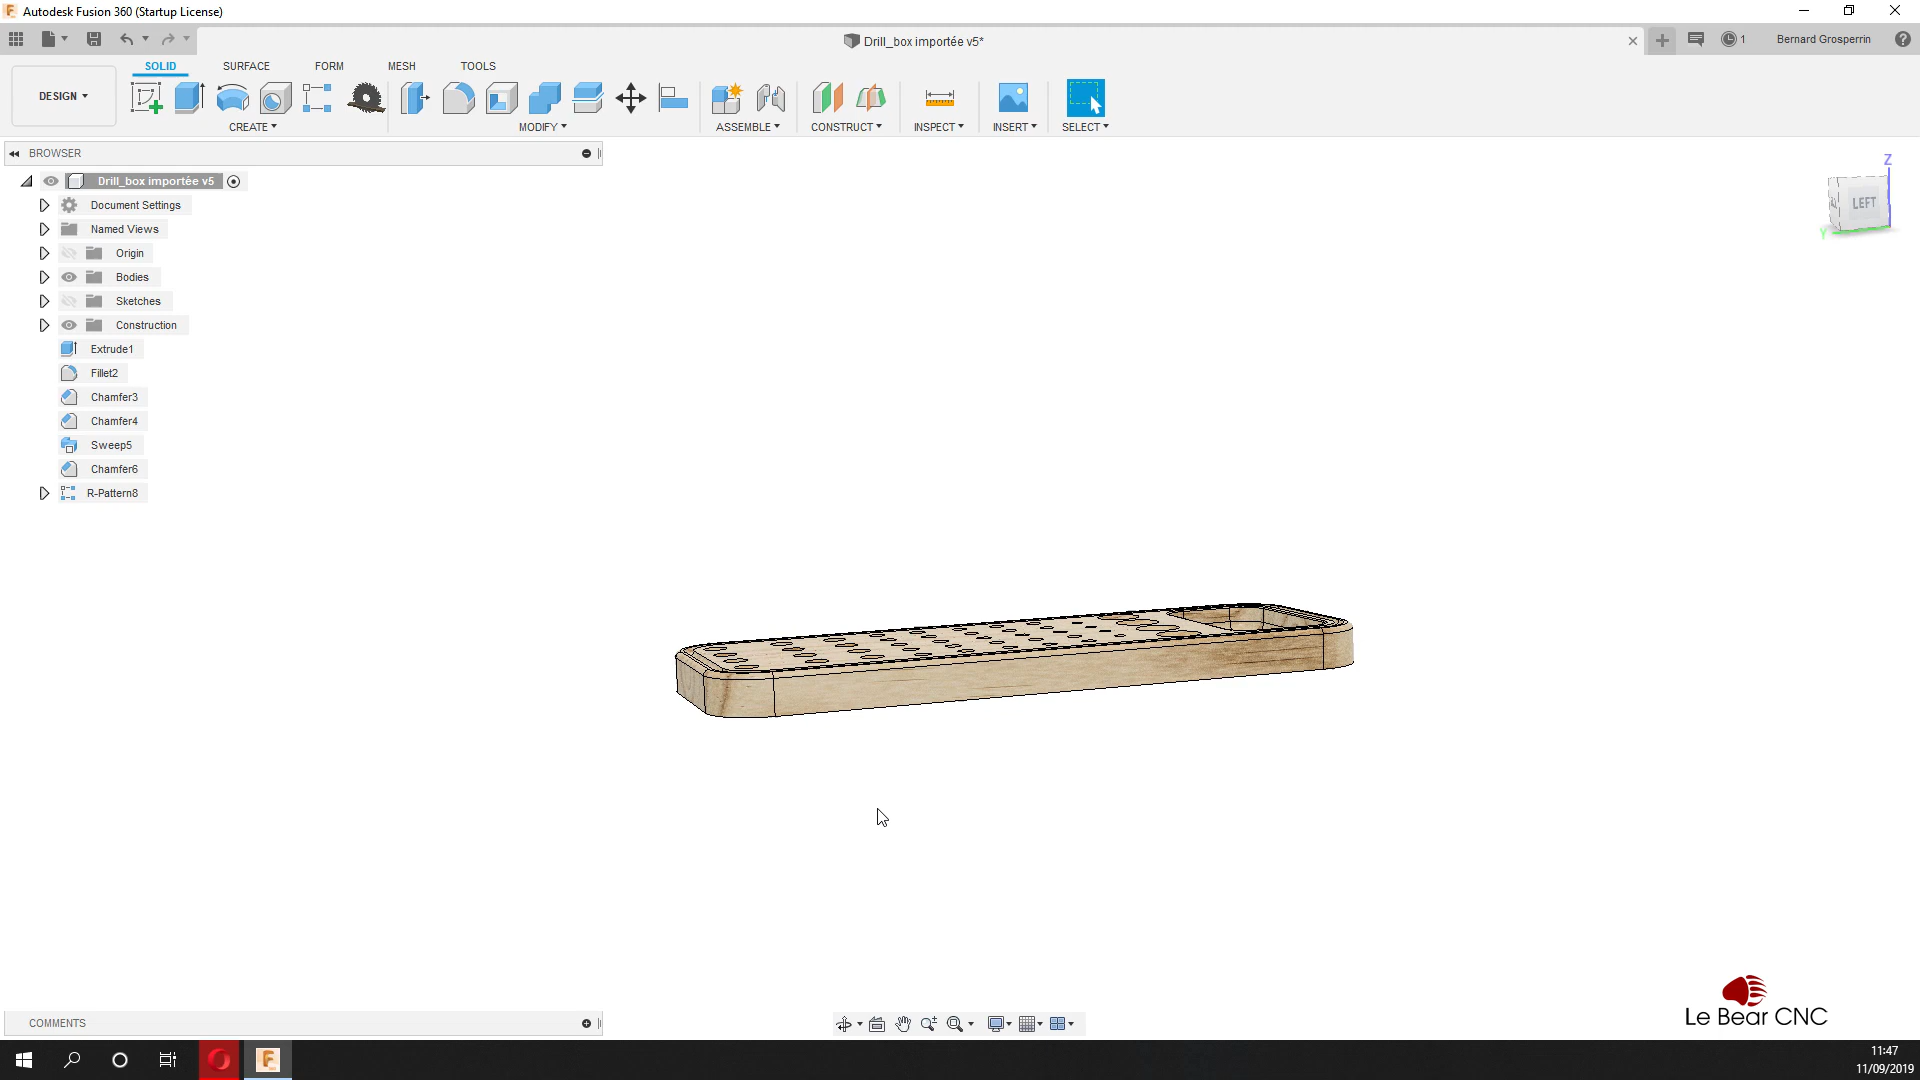 Autodesk Fusion 360 (Startup License)
Drill_box importée v5*
1
Bernard Grosperrin
SOLID SURFACE FORM MESH TOOLS
DESIGN
CREATE MODIFY ASSEMBLE CONSTRUCT INSPECT INSERT SELECT
BROWSER
Drill_box importée v5
Document Settings
Named Views
Origin
Bodies
Sketches
Construction
Extrude1
Fillet2
Chamfer3
Chamfer4
Sweep5
Chamfer6
R-Pattern8
Z
LEFT
Y
COMMENTS
Le Bear CNC
11:47
11/09/2019